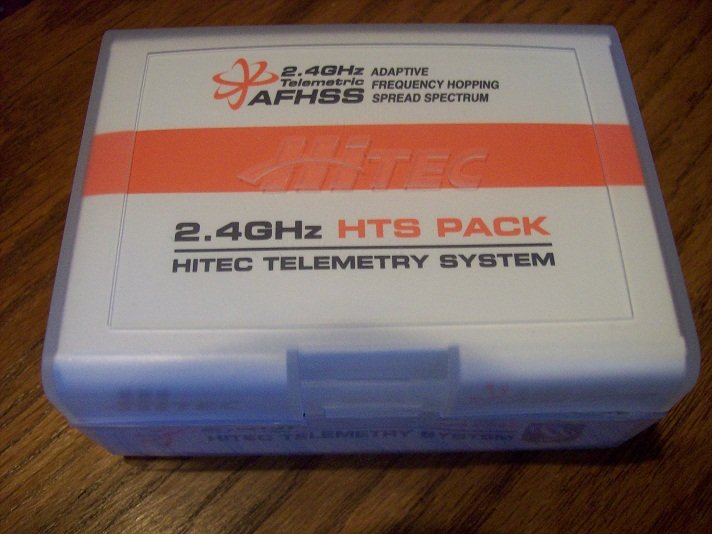 2.4GHz
Telemetric
AFHSS
ADAPTIVE
FREQUENCY HOPPING
SPREAD SPECTRUM
HiTEC
2.4GHz HTS PACK
HITEC TELEMETRY SYSTEM
HiTEC
HITEC TELEMETRY SYSTEM